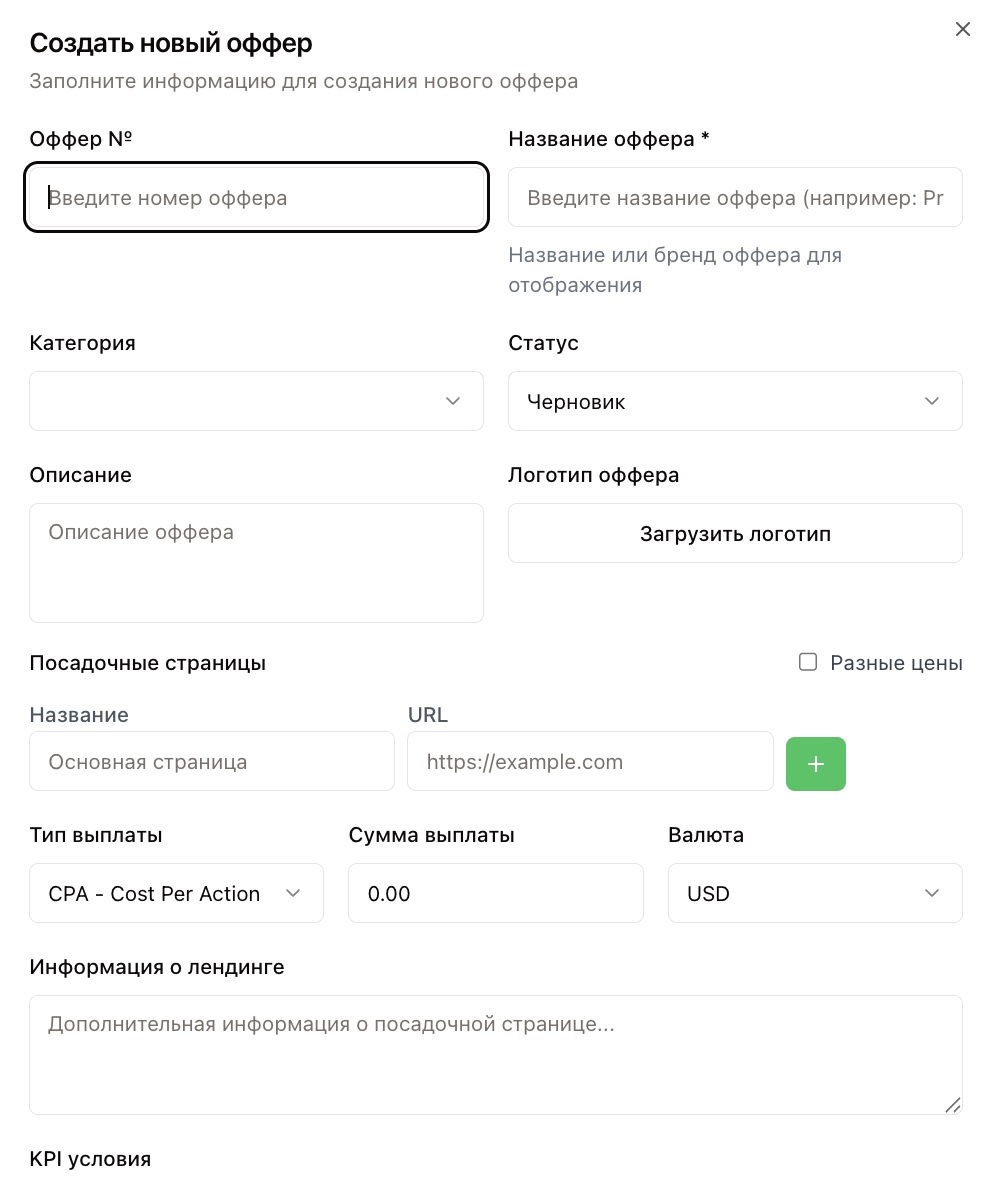 Создать новый оффер
Заполните информацию для создания нового оффера
Оффер №
Введите номер оффера
Название оффера *
Введите название оффера (например: Pr
Название или бренд оффера для
отображения
Категория
Статус
Черновик
Описание
Описание оффера
Логотип оффера
Загрузить логотип
Посадочные страницы
Разные цены
Название
Основная страница
URL
https://example.com
Тип выплаты
CPA - Cost Per Action
Сумма выплаты
0.00
Валюта
USD
Информация о лендинге
Дополнительная информация о посадочной странице...
KPI условия